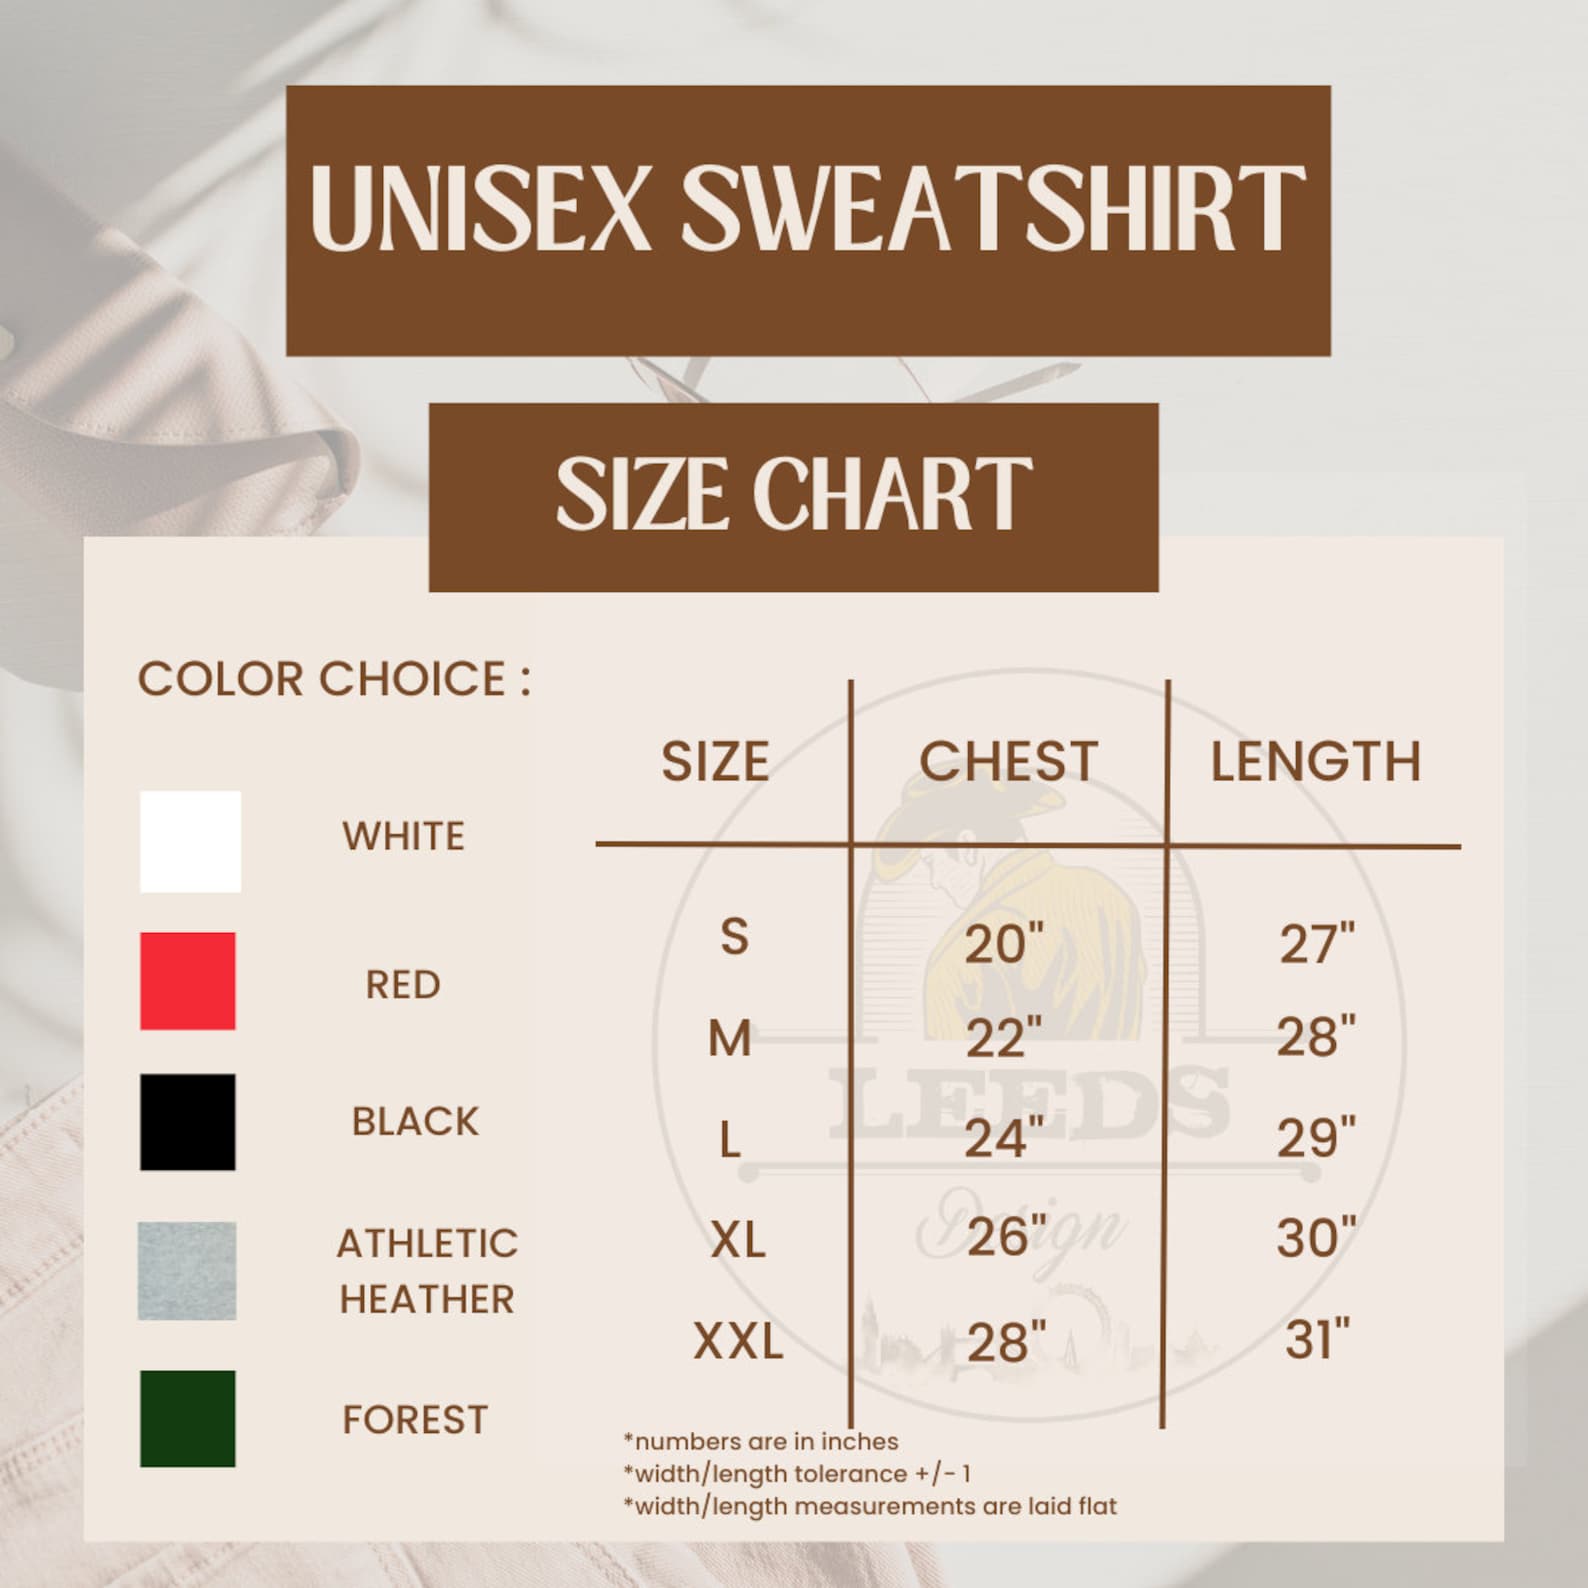 UNISEX SWEATSHIRT
SIZE CHART
COLOR CHOICE :
WHITE
RED
BLACK
ATHLETIC
HEATHER
FOREST
SIZE CHEST LENGTH
S 20" 27"
M 22" 28"
L 24" 29"
XL 26" 30"
XXL 28" 31"
LEEDS
Design
*numbers are in inches
*width/length tolerance +/- 1
*width/length measurements are laid flat